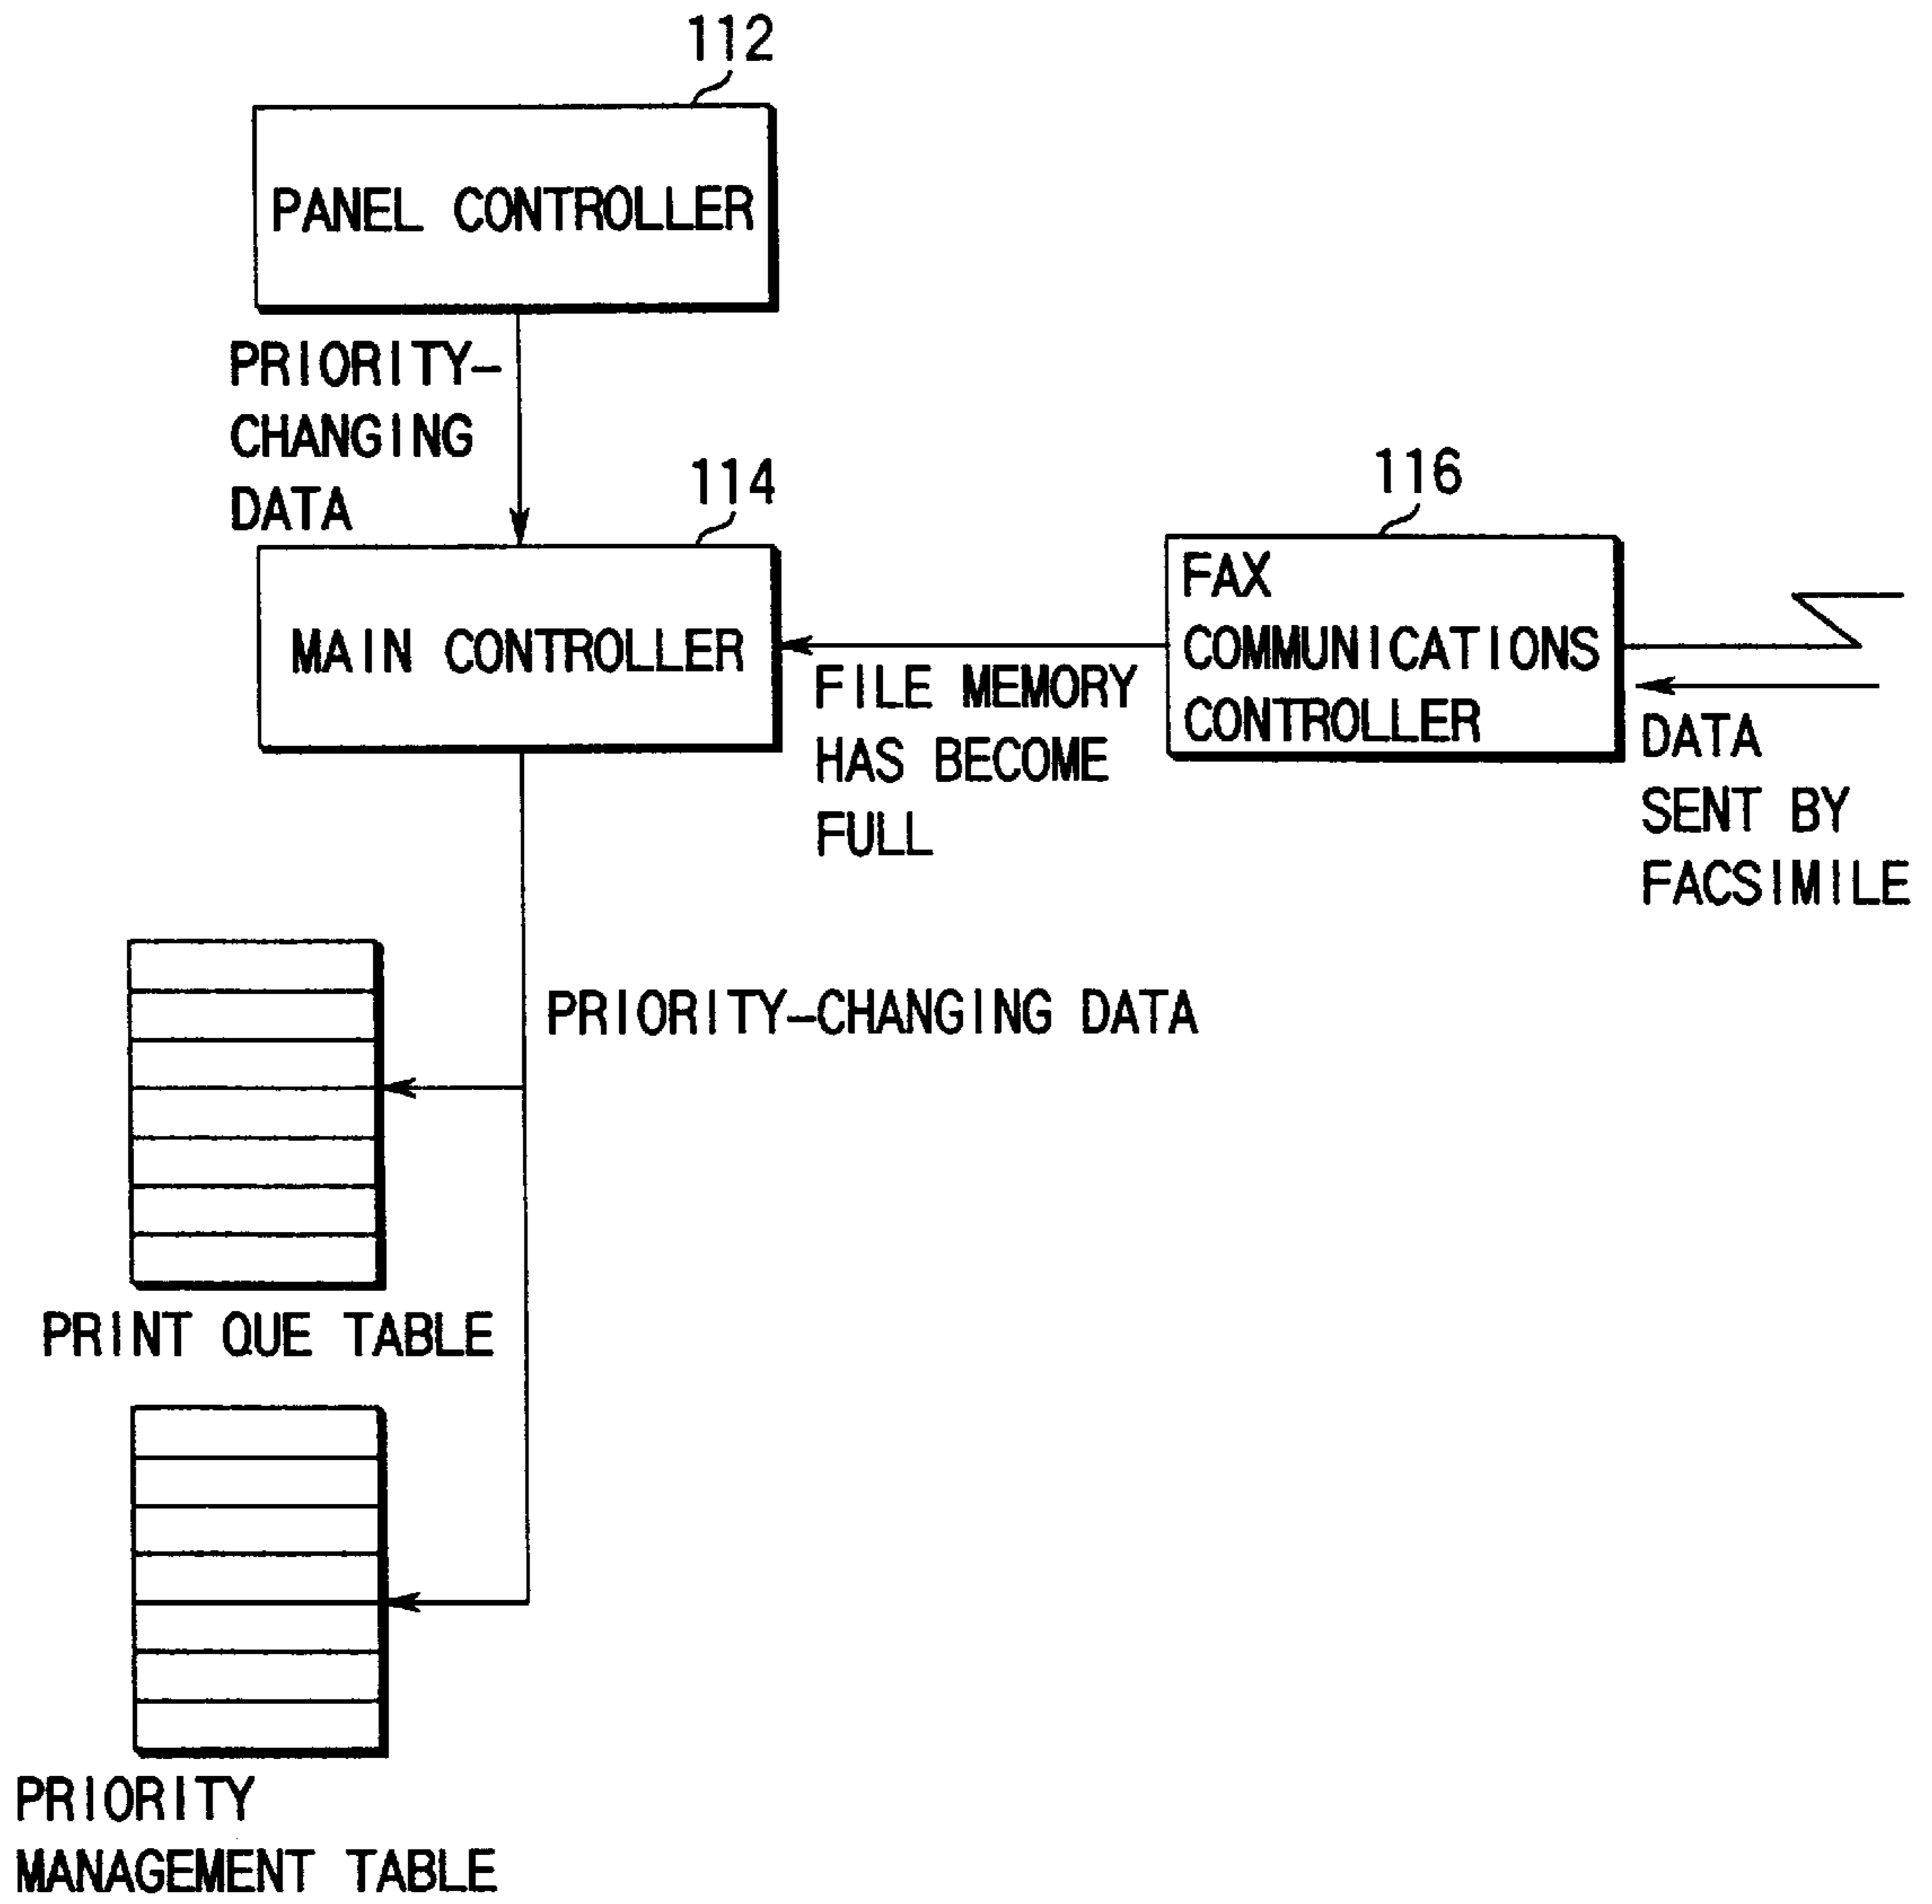 112
PANEL CONTROLLER
PRIORITY-
CHANGING
DATA
114
MAIN CONTROLLER
116
FAX
COMMUNICATIONS
CONTROLLER
FILE MEMORY
HAS BECOME
FULL
DATA
SENT BY
FACSIMILE
PRIORITY-CHANGING DATA
PRINT QUE TABLE
PRIORITY
MANAGEMENT TABLE